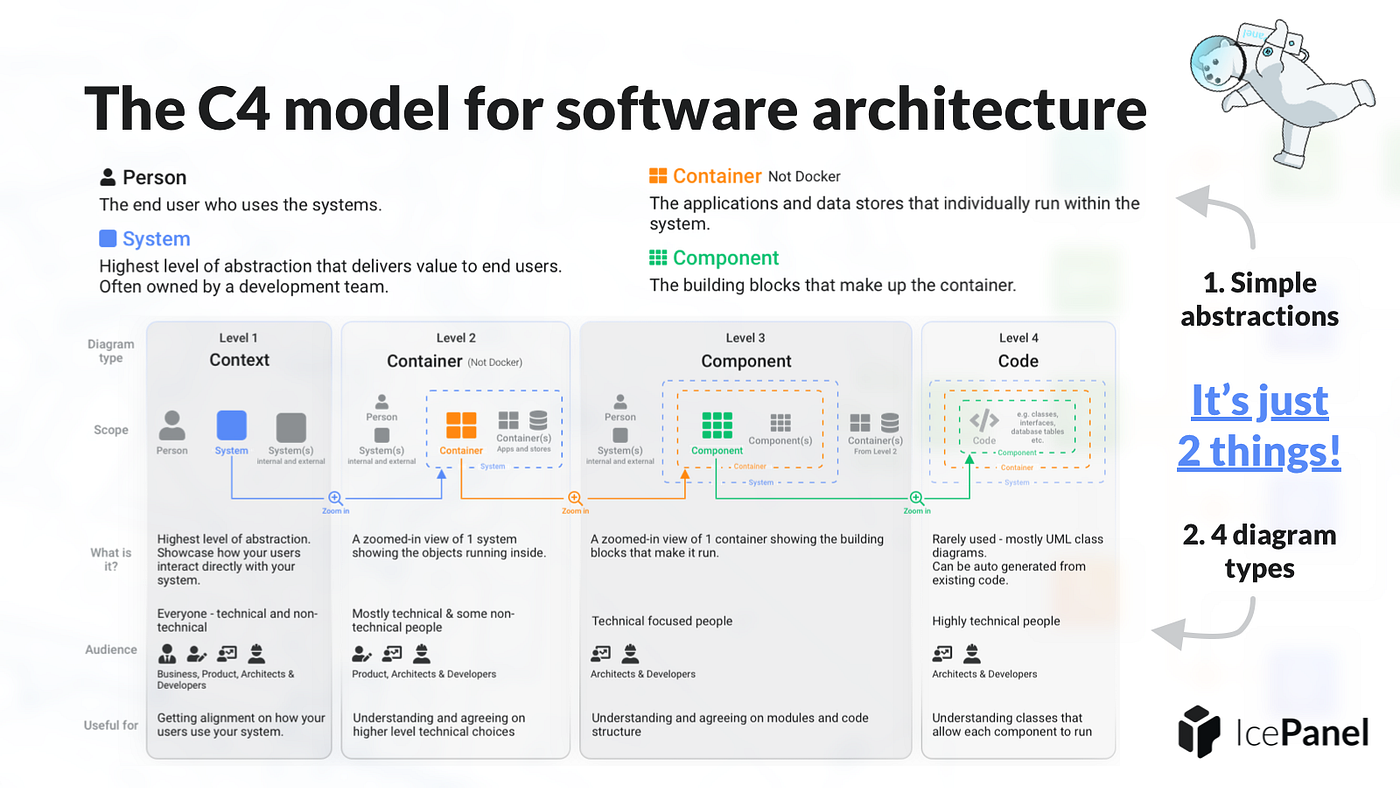 The C4 model for software architecture
Person
The end user who uses the systems.
System
Highest level of abstraction that delivers value to end users.
Often owned by a development team.
Container Not Docker
The applications and data stores that individually run within the
system.
Component
The building blocks that make up the container.
1. Simple
abstractions
It's just
2 things!
2. 4 diagram
types
Diagram
type
Level 1
Context
Level 2
Container (Not Docker)
Level 3
Component
Level 4
Code
Scope
Person
System
System(s)
internal and external
Zoom in
Person
System(s)
internal and external
Container
Container(s)
Apps and stores
System
Zoom in
Person
System(s)
internal and external
Component
Component(s)
Container
System
Container(s)
From Level 2
Zoom in
Code
e.g. classes,
interfaces,
database tables
etc.
Component
Container
System
What is
it?
Highest level of abstraction.
Showcase how your users
interact directly with your
system.
A zoomed-in view of 1 system
showing the objects running inside.
A zoomed-in view of 1 container showing the building
blocks that make it run.
Rarely used - mostly UML class
diagrams.
Can be auto generated from
existing code.
Audience
Everyone - technical and non-
technical
Business, Product, Architects &
Developers
Mostly technical & some non-
technical people
Product, Architects & Developers
Technical focused people
Architects & Developers
Highly technical people
Architects & Developers
Useful for
Getting alignment on how your
users use your system.
Understanding and agreeing on
higher level technical choices
Understanding and agreeing on modules and code
structure
Understanding classes that
allow each component to run
IcePanel